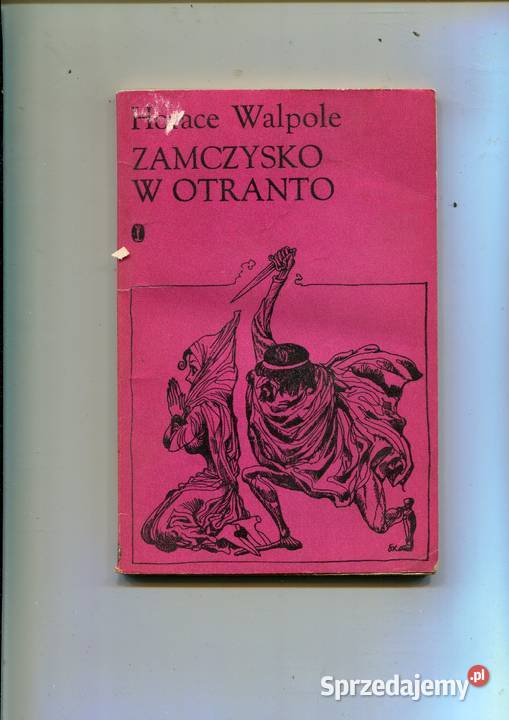 Horace Walpole
ZAMCZYSKO
W OTRANTO
Sprzedajemy.pl